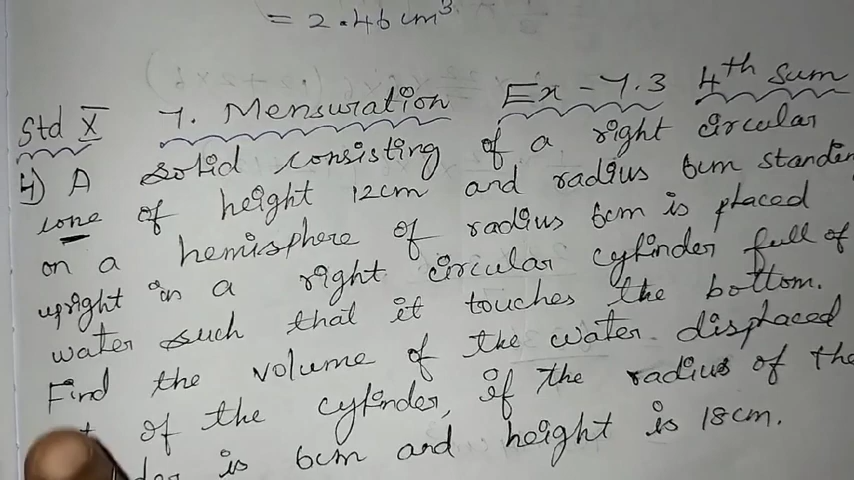 = 2.46 cm³
Std X 7. Mensuration Ex - 7.3 4th sum
4) A solid consisting of a right circular
cone of height 12cm and radius 6cm standin
on a hemisphere of radius 6cm is placed
upright in a right circular cylinder full of
water such that it touches the bottom.
Find the volume of the water displaced
of the cylinder, if the radius of the
is 6cm and height is 18cm.